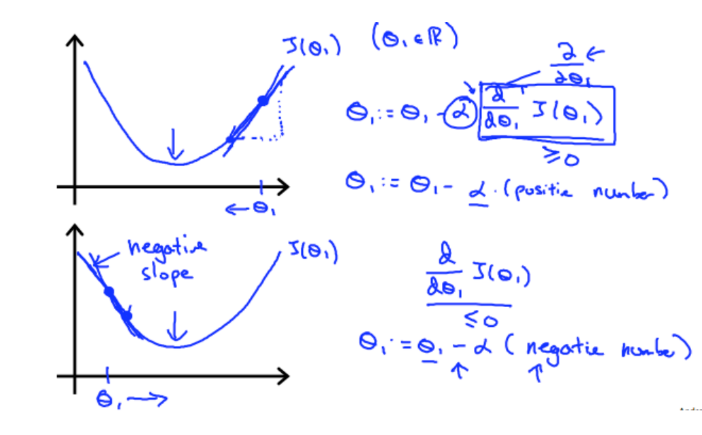 J(θ₁) (θ₁ ∈ ℝ)
∂/∂θ₁ ←
θ₁ := θ₁ - α d/dθ₁ J(θ₁)
≥ 0
θ₁ := θ₁ - α · (positie number)
← θ₁
negative slope
J(θ₁)
d/dθ₁ J(θ₁)
≤ 0
θ₁ := θ₁ - α (negatie number)
θ₁ →